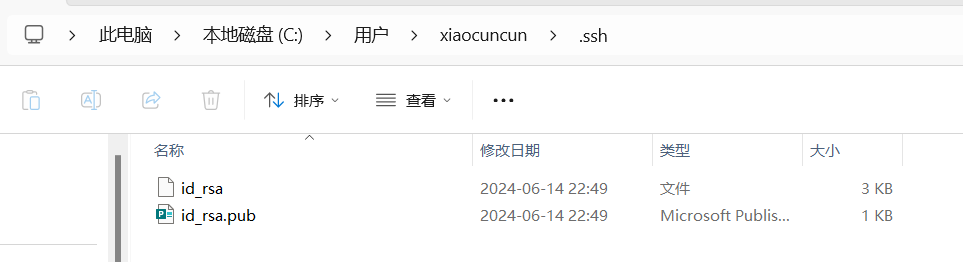 此电脑 > 本地磁盘 (C:) > 用户 > xiaocuncun > .ssh
排序 查看 ...
名称 修改日期 类型 大小
id_rsa 2024-06-14 22:49 文件 3 KB
id_rsa.pub 2024-06-14 22:49 Microsoft Publis... 1 KB